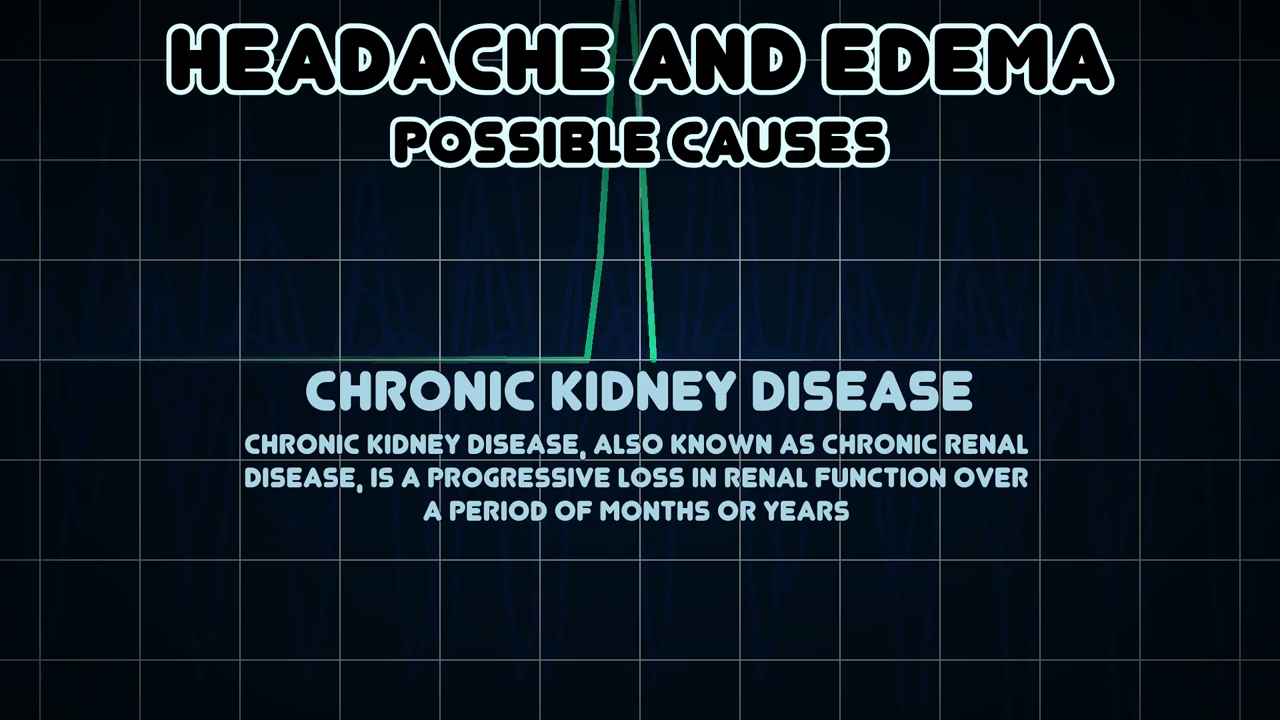 HEADACHE AND EDEMA
POSSIBLE CAUSES
CHRONIC KIDNEY DISEASE
CHRONIC KIDNEY DISEASE, ALSO KNOWN AS CHRONIC RENAL
DISEASE, IS A PROGRESSIVE LOSS IN RENAL FUNCTION OVER
A PERIOD OF MONTHS OR YEARS